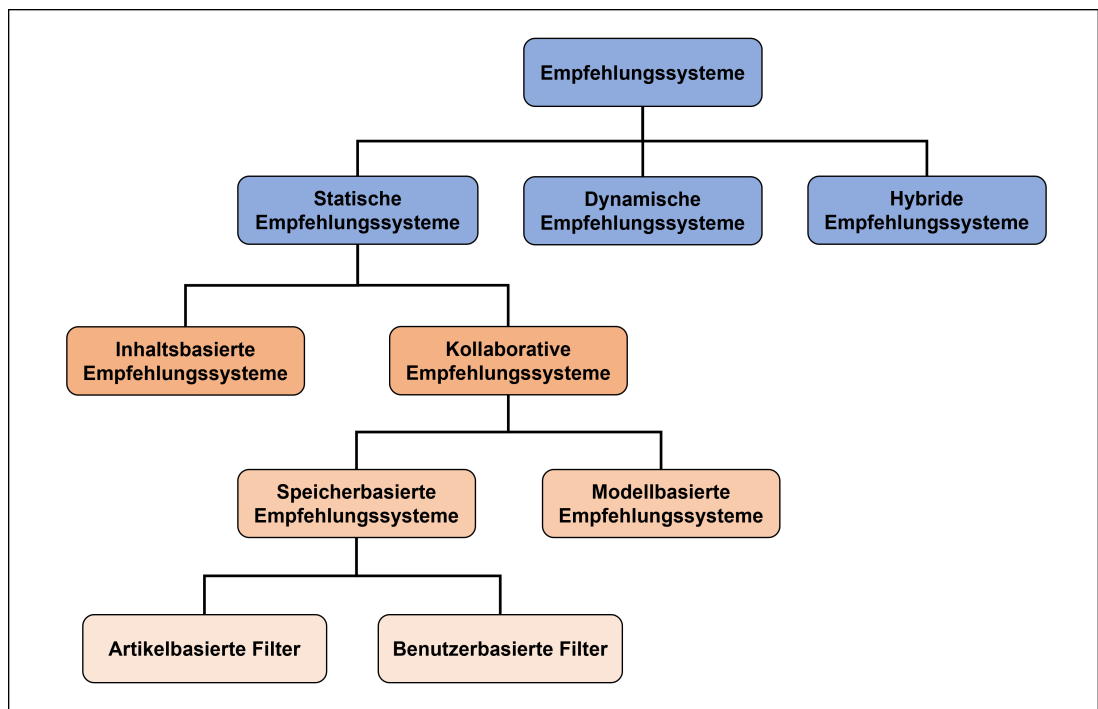 Empfehlungssysteme
Statische
Empfehlungssysteme
Dynamische
Empfehlungssysteme
Hybride
Empfehlungssysteme
Inhaltsbasierte
Empfehlungssysteme
Kollaborative
Empfehlungssysteme
Speicherbasierte
Empfehlungssysteme
Modellbasierte
Empfehlungssysteme
Artikelbasierte Filter
Benutzerbasierte Filter